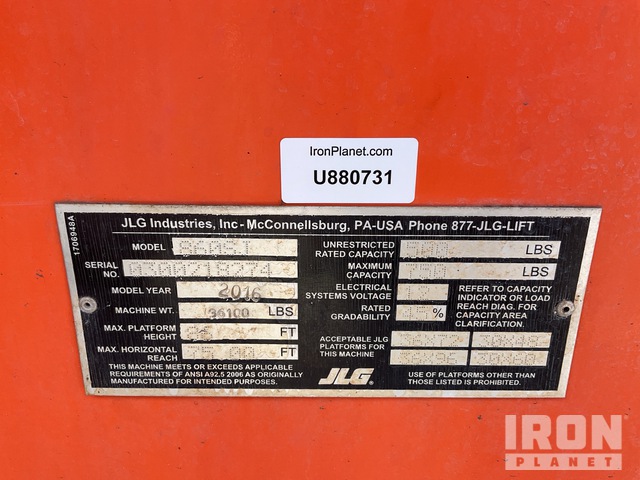 IronPlanet.com
U880731
1706948A
JLG Industries, Inc - McConnellsburg, PA-USA Phone 877-JLG-LIFT
MODEL
SERIAL NO.
MODEL YEAR 2016
MACHINE WT. 36100 LBS
MAX. PLATFORM HEIGHT FT
MAX. HORIZONTAL REACH FT
THIS MACHINE MEETS OR EXCEEDS APPLICABLE
REQUIREMENTS OF ANSI A92.5 2006 AS ORIGINALLY
MANUFACTURED FOR INTENDED PURPOSES.
UNRESTRICTED RATED CAPACITY LBS
MAXIMUM CAPACITY LBS
ELECTRICAL SYSTEMS VOLTAGE
RATED GRADABILITY %
REFER TO CAPACITY
INDICATOR OR LOAD
REACH DIAG. FOR
CAPACITY AREA
CLARIFICATION.
ACCEPTABLE JLG
PLATFORMS FOR
THIS MACHINE
JLG®
USE OF PLATFORMS OTHER THAN
THOSE LISTED IS PROHIBITED.
IRON
PLANET